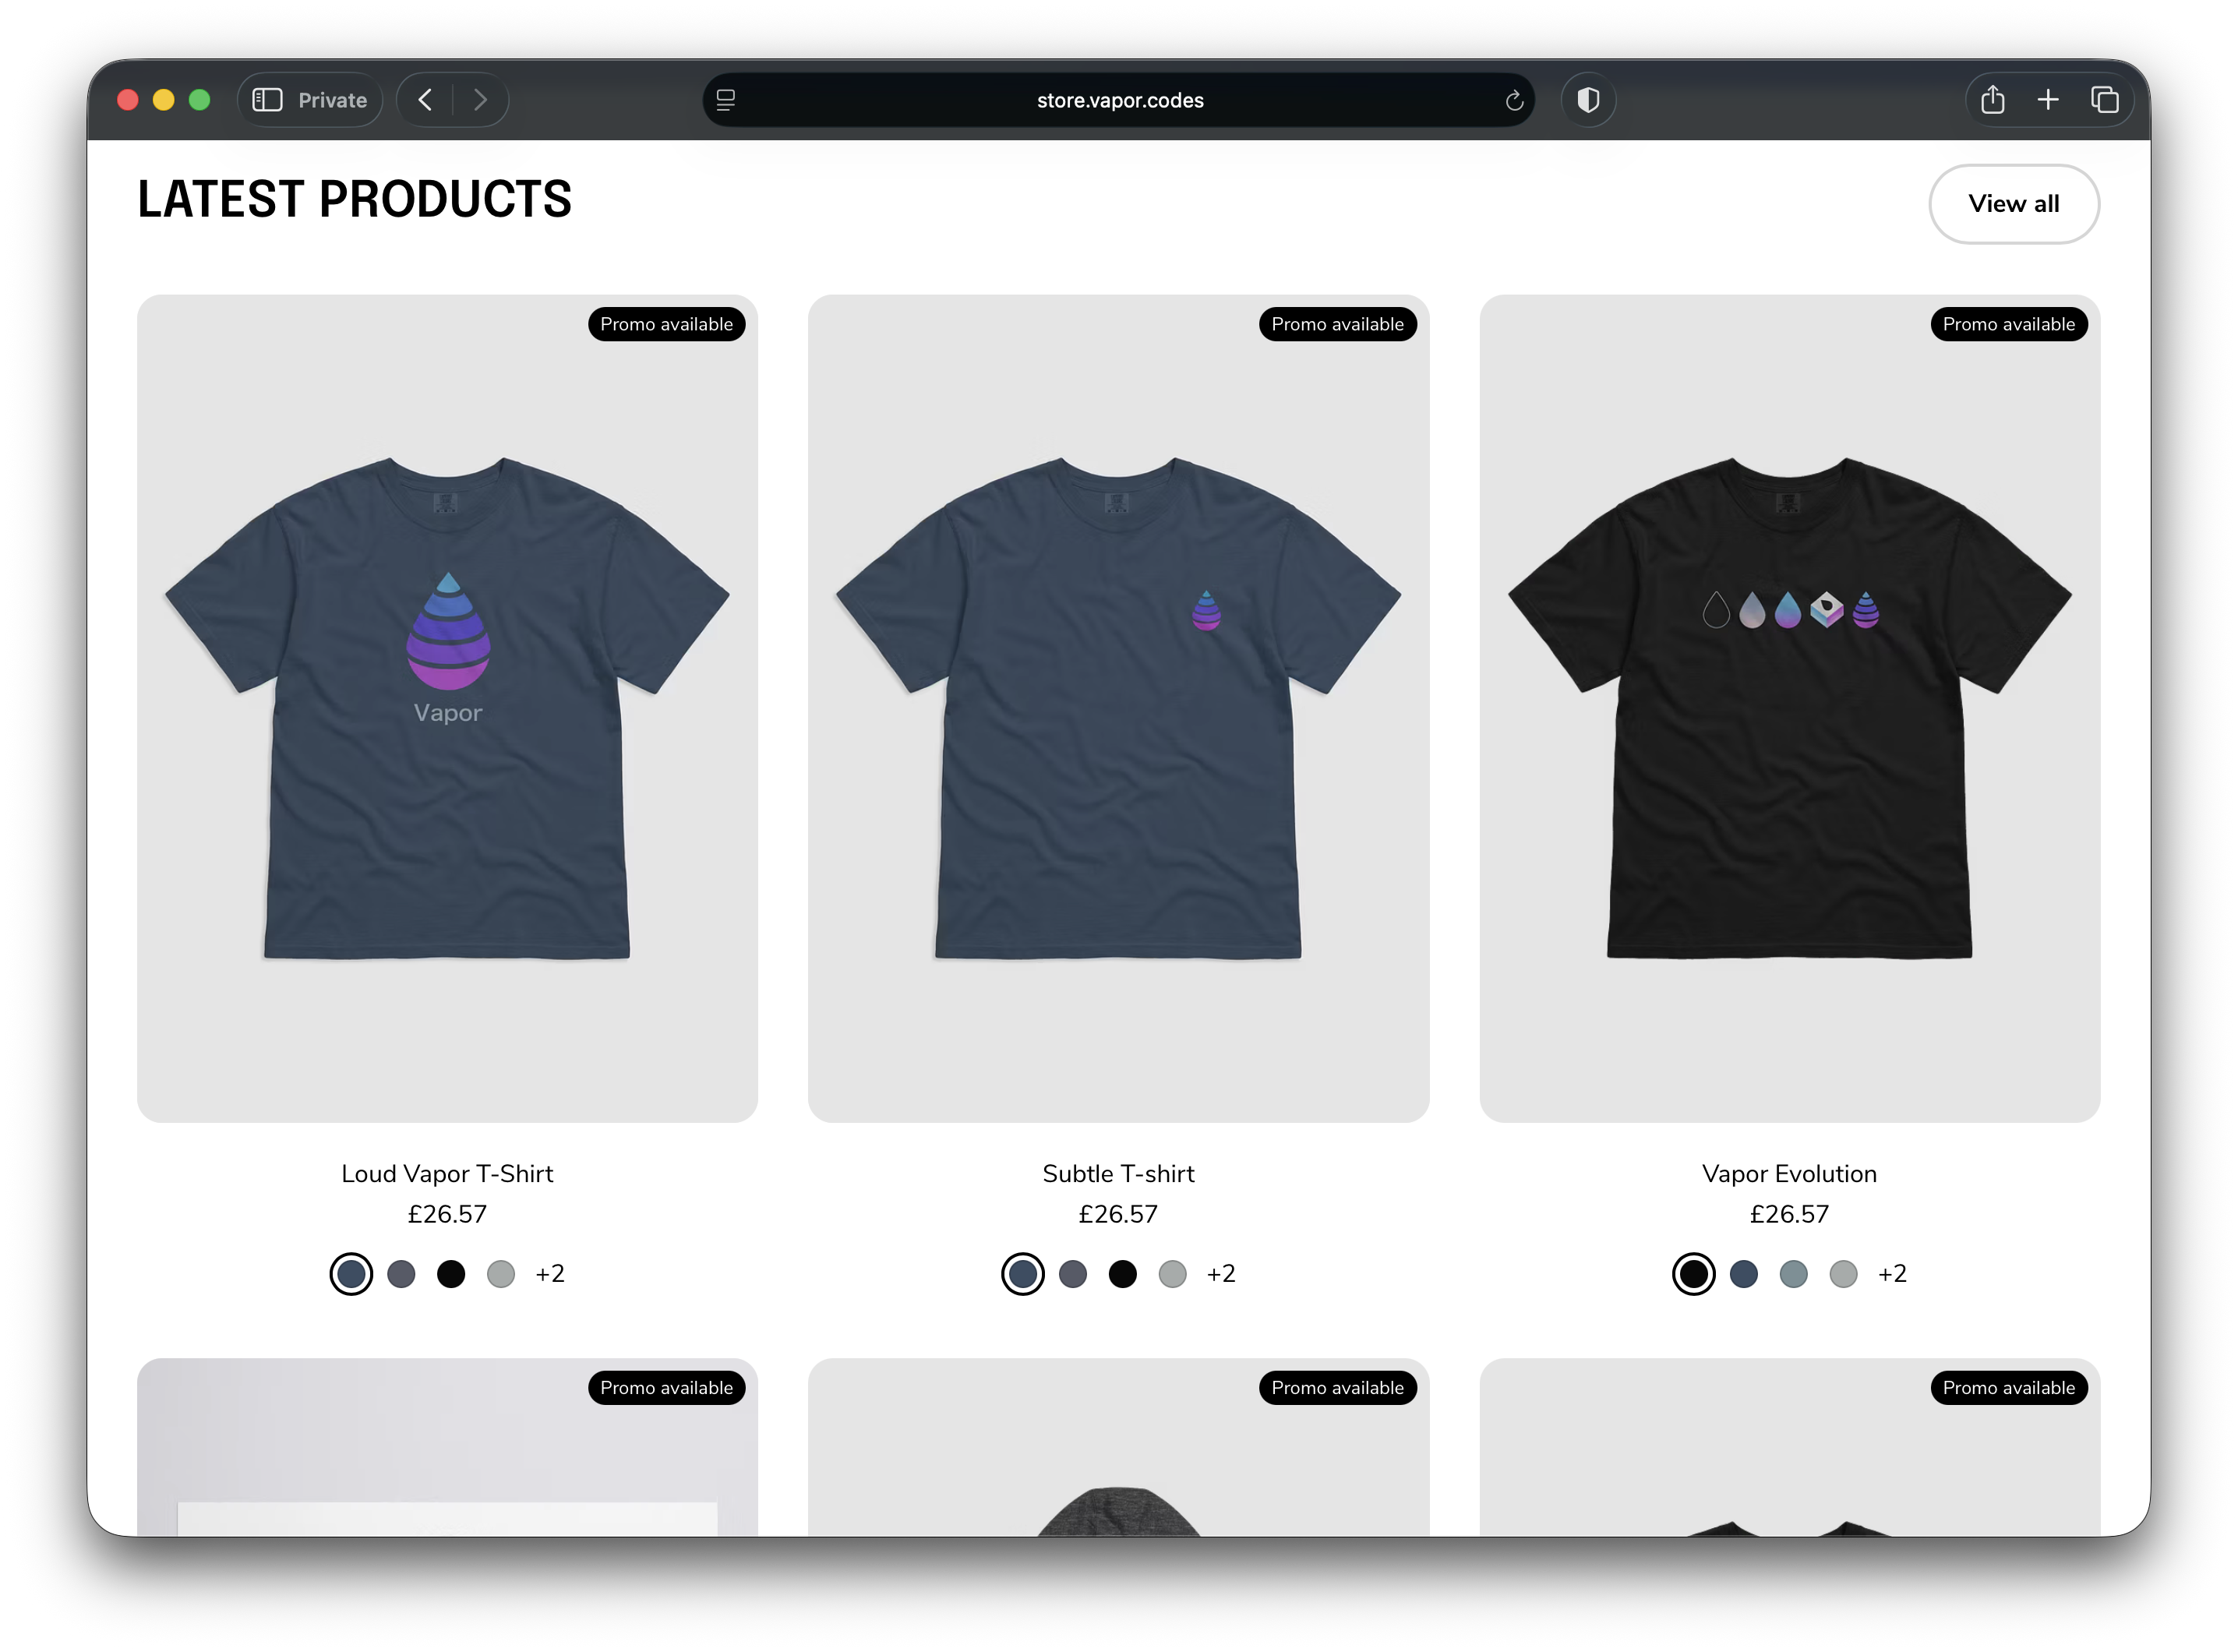 Private
store.vapor.codes
LATEST PRODUCTS
View all
Promo available
Promo available
Promo available
Vapor
Loud Vapor T-Shirt
Subtle T-shirt
Vapor Evolution
£26.57
£26.57
£26.57
+2
+2
+2
Promo available
Promo available
Promo available